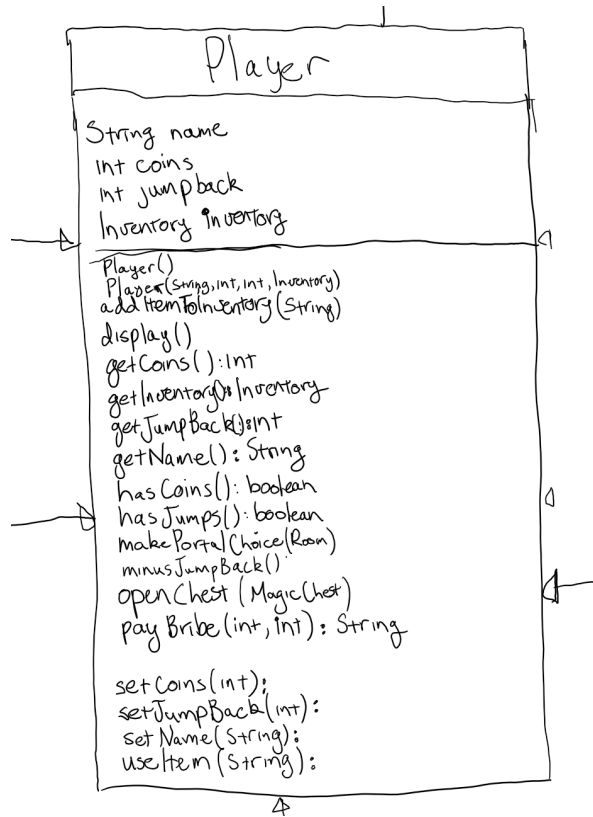 Player
String name
int coins
int jumpback
Inventory inventory
Player()
Player(String, int, int, Inventory)
addItemToInventory(String)
display()
getCoins():int
getInventory():Inventory
getJumpBack():int
getName(): String
hasCoins(): boolean
hasJumps(): boolean
makePortalChoice(Room)
minusJumpBack()
openChest (MagicChest)
payBribe(int, int): String
setCoins(int):
setJumpBack(int):
setName(String):
useItem(String):